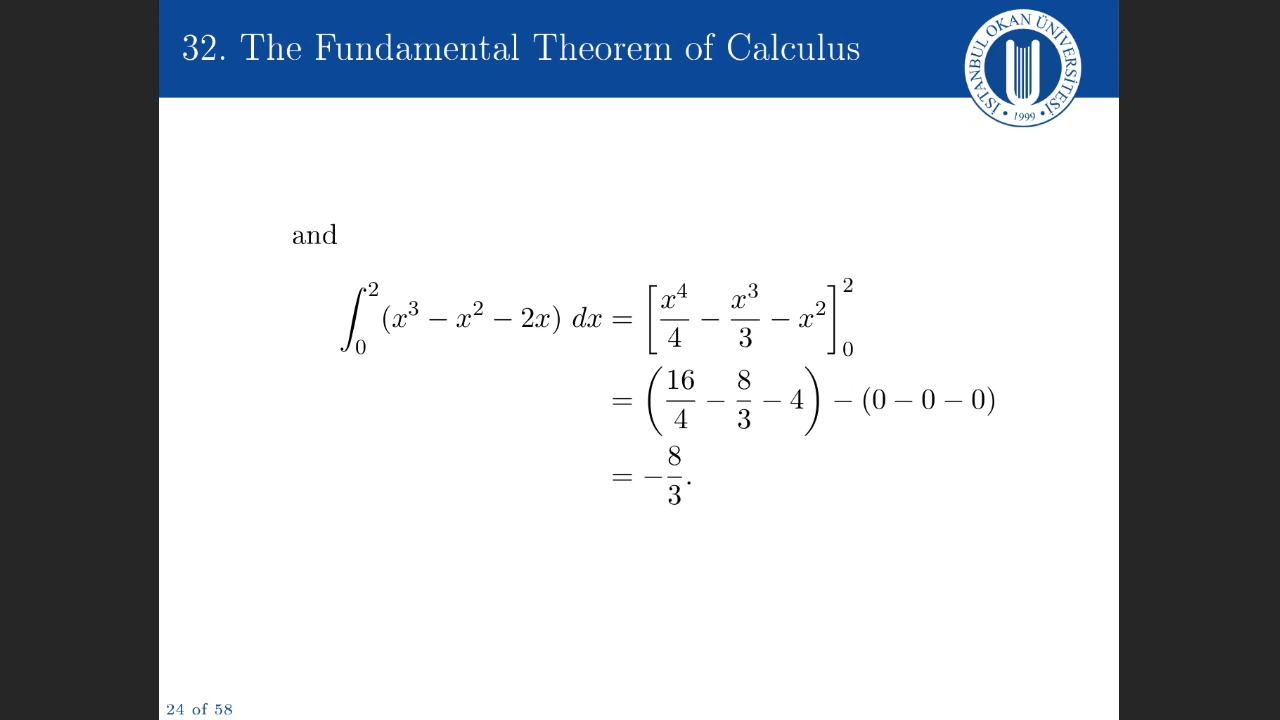 32. The Fundamental Theorem of Calculus
İSTANBUL OKAN ÜNİVERSİTESİ • 1999 •
and
∫₀² (x³ − x² − 2x) dx = [x⁴/4 − x³/3 − x²]₀²
= (16/4 − 8/3 − 4) − (0 − 0 − 0)
= −8/3.
24 of 58